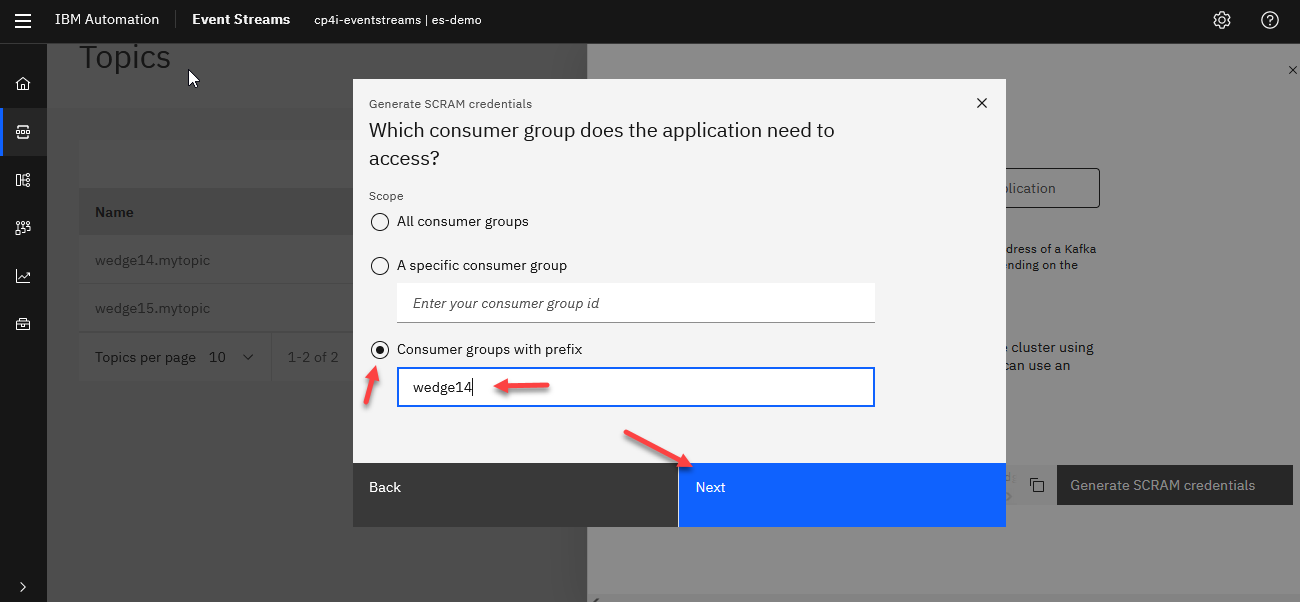 IBM Automation
Event Streams
cp4i-eventstreams | es-demo
Topics
Name
wedge14.mytopic
wedge15.mytopic
Topics per page 10
1-2 of 2
Generate SCRAM credentials
Which consumer group does the application need to
access?
Scope
All consumer groups
A specific consumer group
Enter your consumer group id
Consumer groups with prefix
wedge14
Back
Next
lication
dress of a Kafka
nding on the
cluster using
can use an
Generate SCRAM credentials